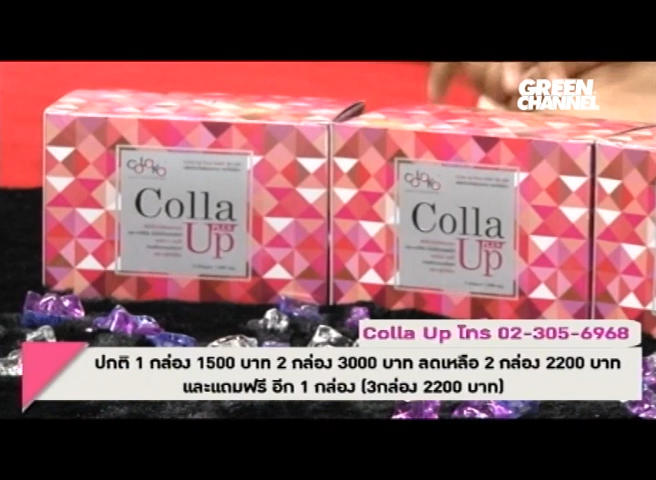 GREEN
CHANNEL
Colla
Up
PLEX
Colla
Up
PLEX
Colla Up โทร 02-305-6968
ปกติ 1 กล่อง 1500 บาท 2 กล่อง 3000 บาท ลดเหลือ 2 กล่อง 2200 บาท
และแถมฟรี อีก 1 กล่อง (3กล่อง 2200 บาท)